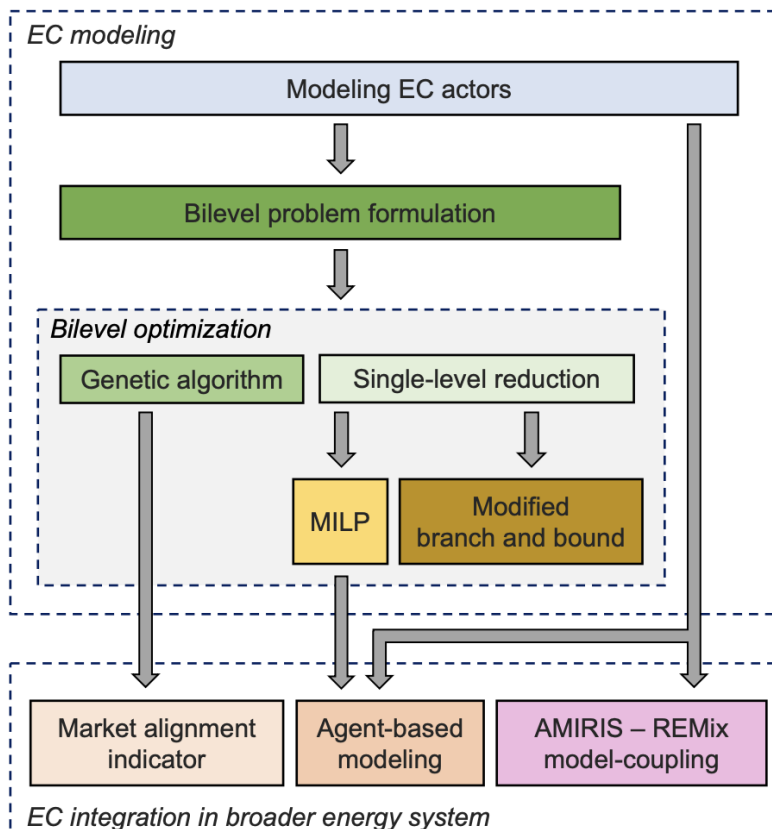 EC modeling
Modeling EC actors
Bilevel problem formulation
Bilevel optimization
Genetic algorithm
Single-level reduction
MILP
Modified
branch and bound
Market alignment
indicator
Agent-based
modeling
AMIRIS – REMix
model-coupling
EC integration in broader energy system